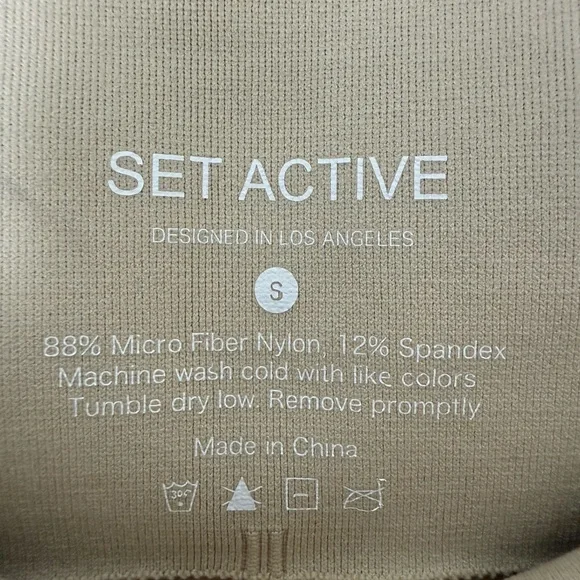 SET ACTIVE
DESIGNED IN LOS ANGELES
S
88% Micro Fiber Nylon, 12% Spandex
Machine wash cold with like colors
Tumble dry low. Remove promptly
Made in China
30°